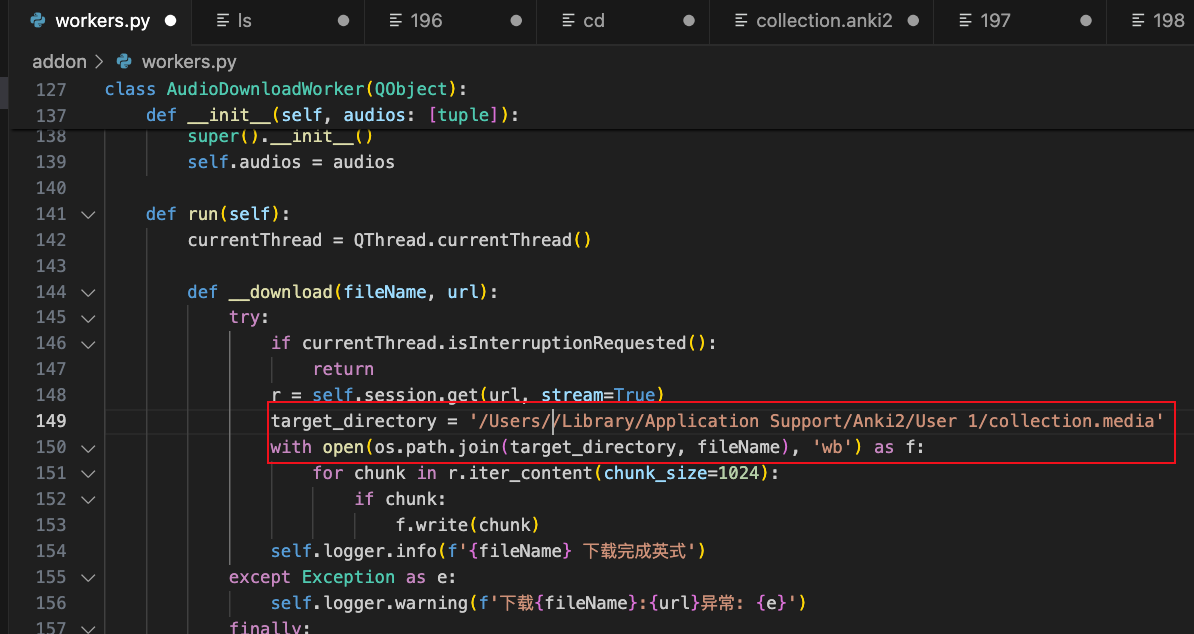 workers.py ls 196 cd collection.anki2 197 198
addon > workers.py
127 class AudioDownloadWorker(QObject):
137 def __init__(self, audios: [tuple]):
138 super().__init__()
139 self.audios = audios
140
141 def run(self):
142 currentThread = QThread.currentThread()
143
144 def __download(fileName, url):
145 try:
146 if currentThread.isInterruptionRequested():
147 return
148 r = self.session.get(url, stream=True)
149 target_directory = '/Users//Library/Application Support/Anki2/User 1/collection.media'
150 with open(os.path.join(target_directory, fileName), 'wb') as f:
151 for chunk in r.iter_content(chunk_size=1024):
152 if chunk:
153 f.write(chunk)
154 self.logger.info(f'{fileName} 下载完成英式')
155 except Exception as e:
156 self.logger.warning(f'下载{fileName}:{url}异常: {e}')
157 finally: